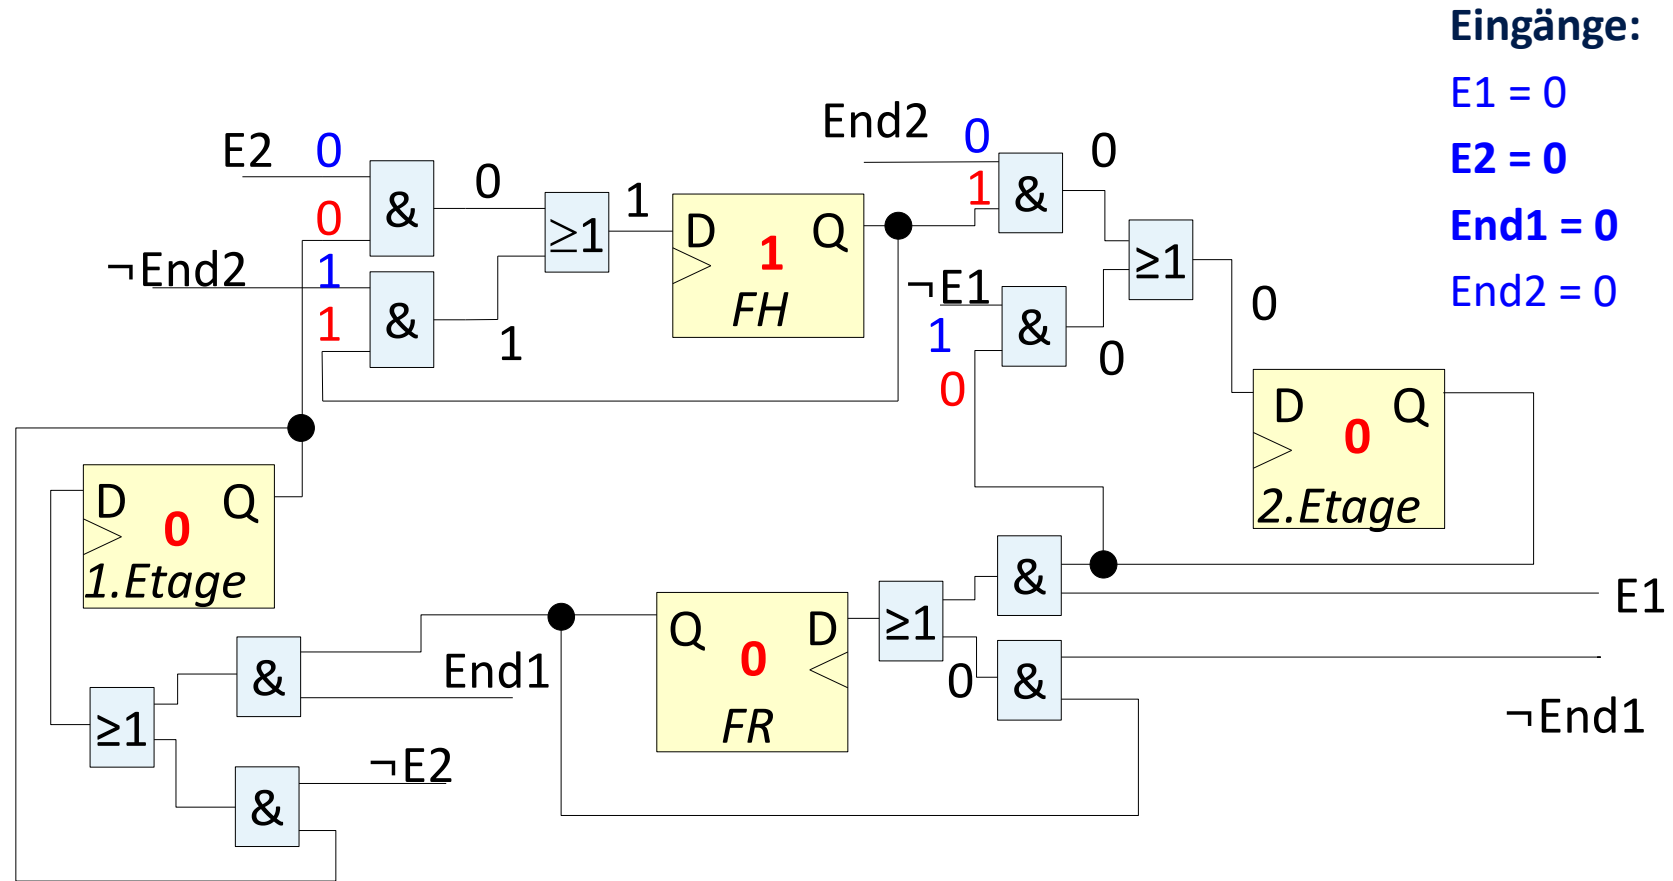 Eingänge:
E1 = 0
E2 = 0
End1 = 0
End2 = 0
E2 0
0
¬End2 1
1
&
&
0
1
≥1
1
D 1 Q
FH
End2 0
1
&
0
¬E1
1
0
&
0
≥1
0
D 0 Q
2.Etage
D 0 Q
1.Etage
&
End1
≥1
&
¬E2
Q 0 D
FR
≥1
0
&
E1
&
¬End1